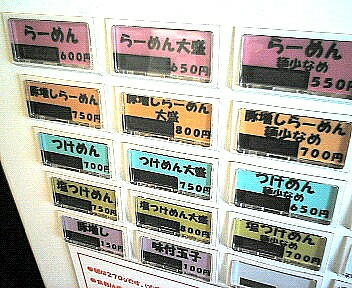 らーめん
600円
らーめん大盛
650円
らーめん
麺少なめ
550円
豚増しらーめん
750円
豚増しらーめん
大盛
800円
豚増しらーめん
麺少なめ
700円
つけめん
700円
つけめん大盛
750円
つけめん
麺少なめ
650円
塩つけめん
750円
塩つけめん大盛
800円
塩つけめん
麺少なめ
700円
豚増し
150円
味付玉子
100円